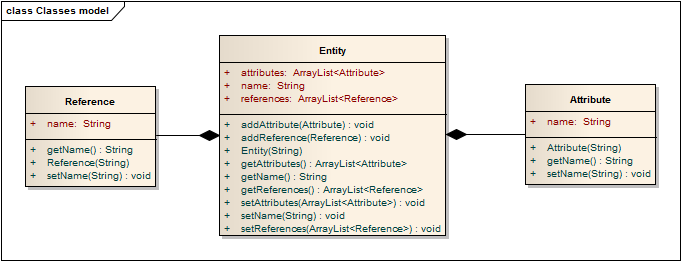 class Classes model
Reference
+ name: String
+ getName() : String
+ Reference(String)
+ setName(String) : void
Entity
+ attributes: ArrayList<Attribute>
+ name: String
+ references: ArrayList<Reference>
+ addAttribute(Attribute) : void
+ addReference(Reference) : void
+ Entity(String)
+ getAttributes() : ArrayList<Attribute>
+ getName() : String
+ getReferences() : ArrayList<Reference>
+ setAttributes(ArrayList<Attribute>) : void
+ setName(String) : void
+ setReferences(ArrayList<Reference>) : void
Attribute
+ name: String
+ Attribute(String)
+ getName() : String
+ setName(String) : void